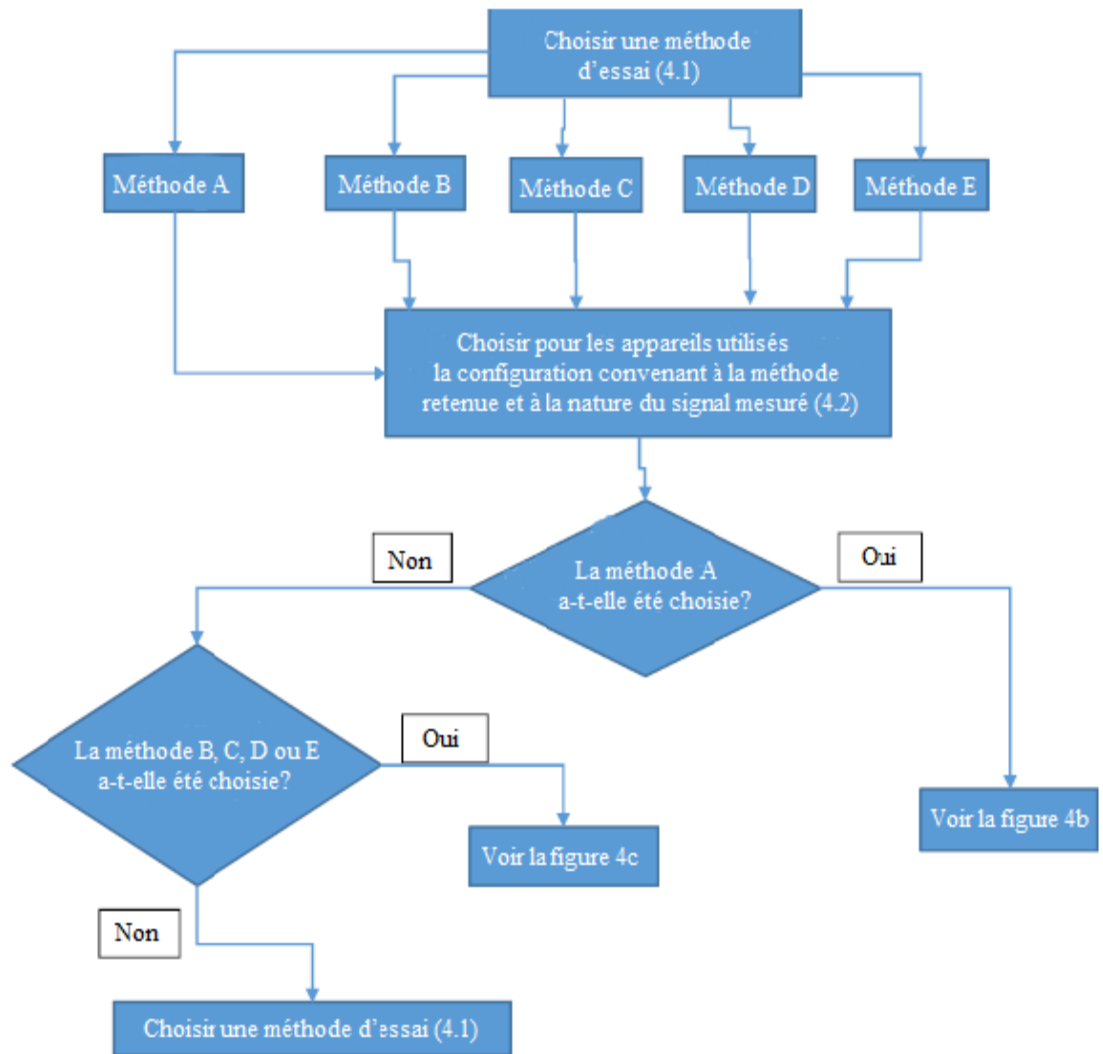 Choisir une méthode
d'essai (4.1)
Méthode A
Méthode B
Méthode C
Méthode D
Méthode E
Choisir pour les appareils utilisés
la configuration convenant à la méthode
retenue et à la nature du signal mesuré (4.2)
Non
Oui
La méthode A
a-t-elle été choisie?
La méthode B, C, D ou E
a-t-elle été choisie?
Oui
Voir la figure 4b
Voir la figure 4c
Non
Choisir une méthode d'essai (4.1)